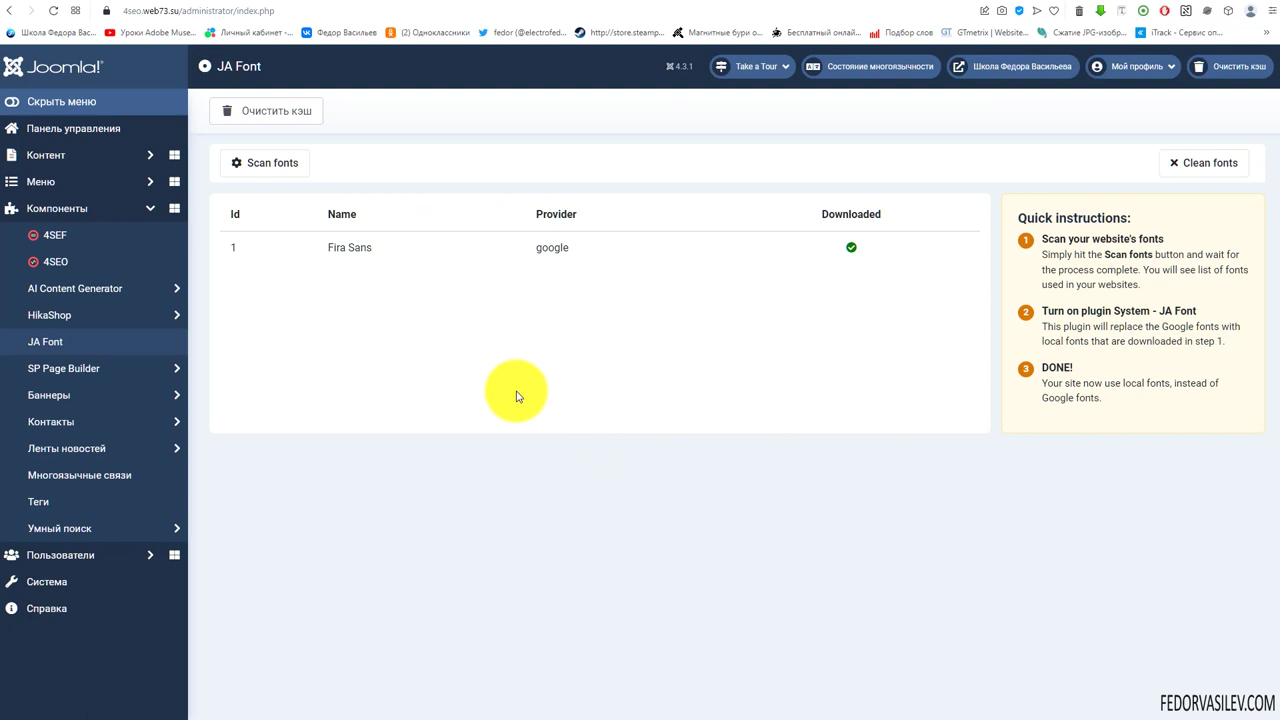 4seo.web73.su/administrator/index.php
Школа Федора Вас...
Уроки Adobe Muse...
Личный кабинет -...
Федор Васильев
(2) Одноклассники
fedor (@electrofed...
http://store.steamp...
Магнитные буры о...
Бесплатный онлай...
Подбор слов
GTmetrix | Website...
Сжатие JPG-изобр...
iTrack - Сервис оп...
»
Joomla!
JA Font
4.3.1
Take a Tour
Состояние многоязычности
Школа Федора Васильева
Мой профиль
Очистить кэш
Скрыть меню
Панель управления
Контент
Меню
Компоненты
4SEF
4SEO
AI Content Generator
HikaShop
JA Font
SP Page Builder
Баннеры
Контакты
Ленты новостей
Многоязычные связи
Теги
Умный поиск
Пользователи
Система
Справка
Очистить кэш
Scan fonts
Clean fonts
Id Name Provider Downloaded
1 Fira Sans google
Quick instructions:
1 Scan your website's fonts
Simply hit the Scan fonts button and wait for
the process complete. You will see list of fonts
used in your websites.
2 Turn on plugin System - JA Font
This plugin will replace the Google fonts with
local fonts that are downloaded in step 1.
3 DONE!
Your site now use local fonts, instead of
Google fonts.
FEDORVASILEV.COM